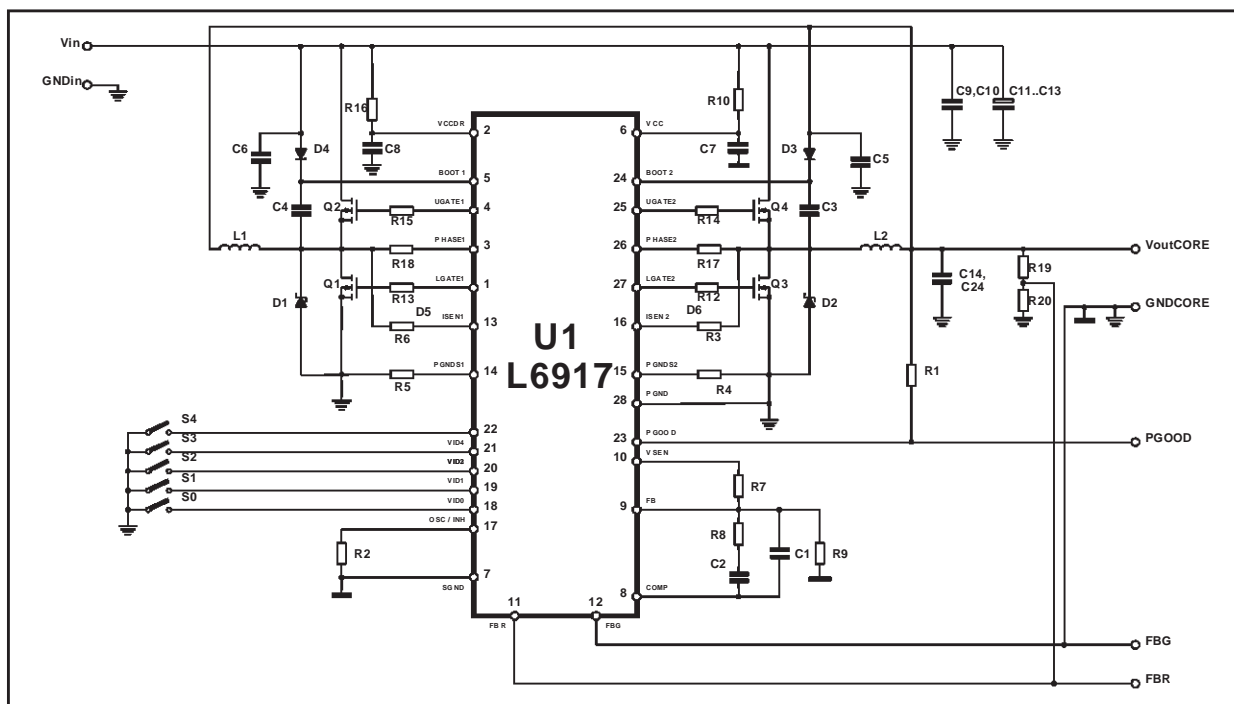 Vin
GNDin
R16
R10
C9,C10
C11..C13
VCCDR
2
6
VCC
C6
D4
C8
C7
D3
C5
BOOT 1
5
24
BOOT 2
C4
Q2
UGATE1
4
25
UGATE2
Q4
C3
R15
R14
L1
PHASE1
3
26
PHASE2
L2
VoutCORE
R18
R17
R19
Q1
LGATE1
1
27
LGATE2
Q3
C14,
C24
D1
R13
R12
D2
R20
GNDCORE
D5
ISEN1
13
16
ISEN 2
D6
R6
R3
U1
L6917
PGNDS1
14
15
PGNDS2
R5
R4
R1
28
PGND
S4
22
23
PGOOD
PGOOD
S3
VID4
21
10
VSEN
S2
VID2
20
S1
VID1
19
R7
S0
VID0
18
9
FB
OSC / INH
17
R8
R2
C1
R9
C2
7
SGND
8
COMP
11
12
FBR
FBG
FBG
FBR